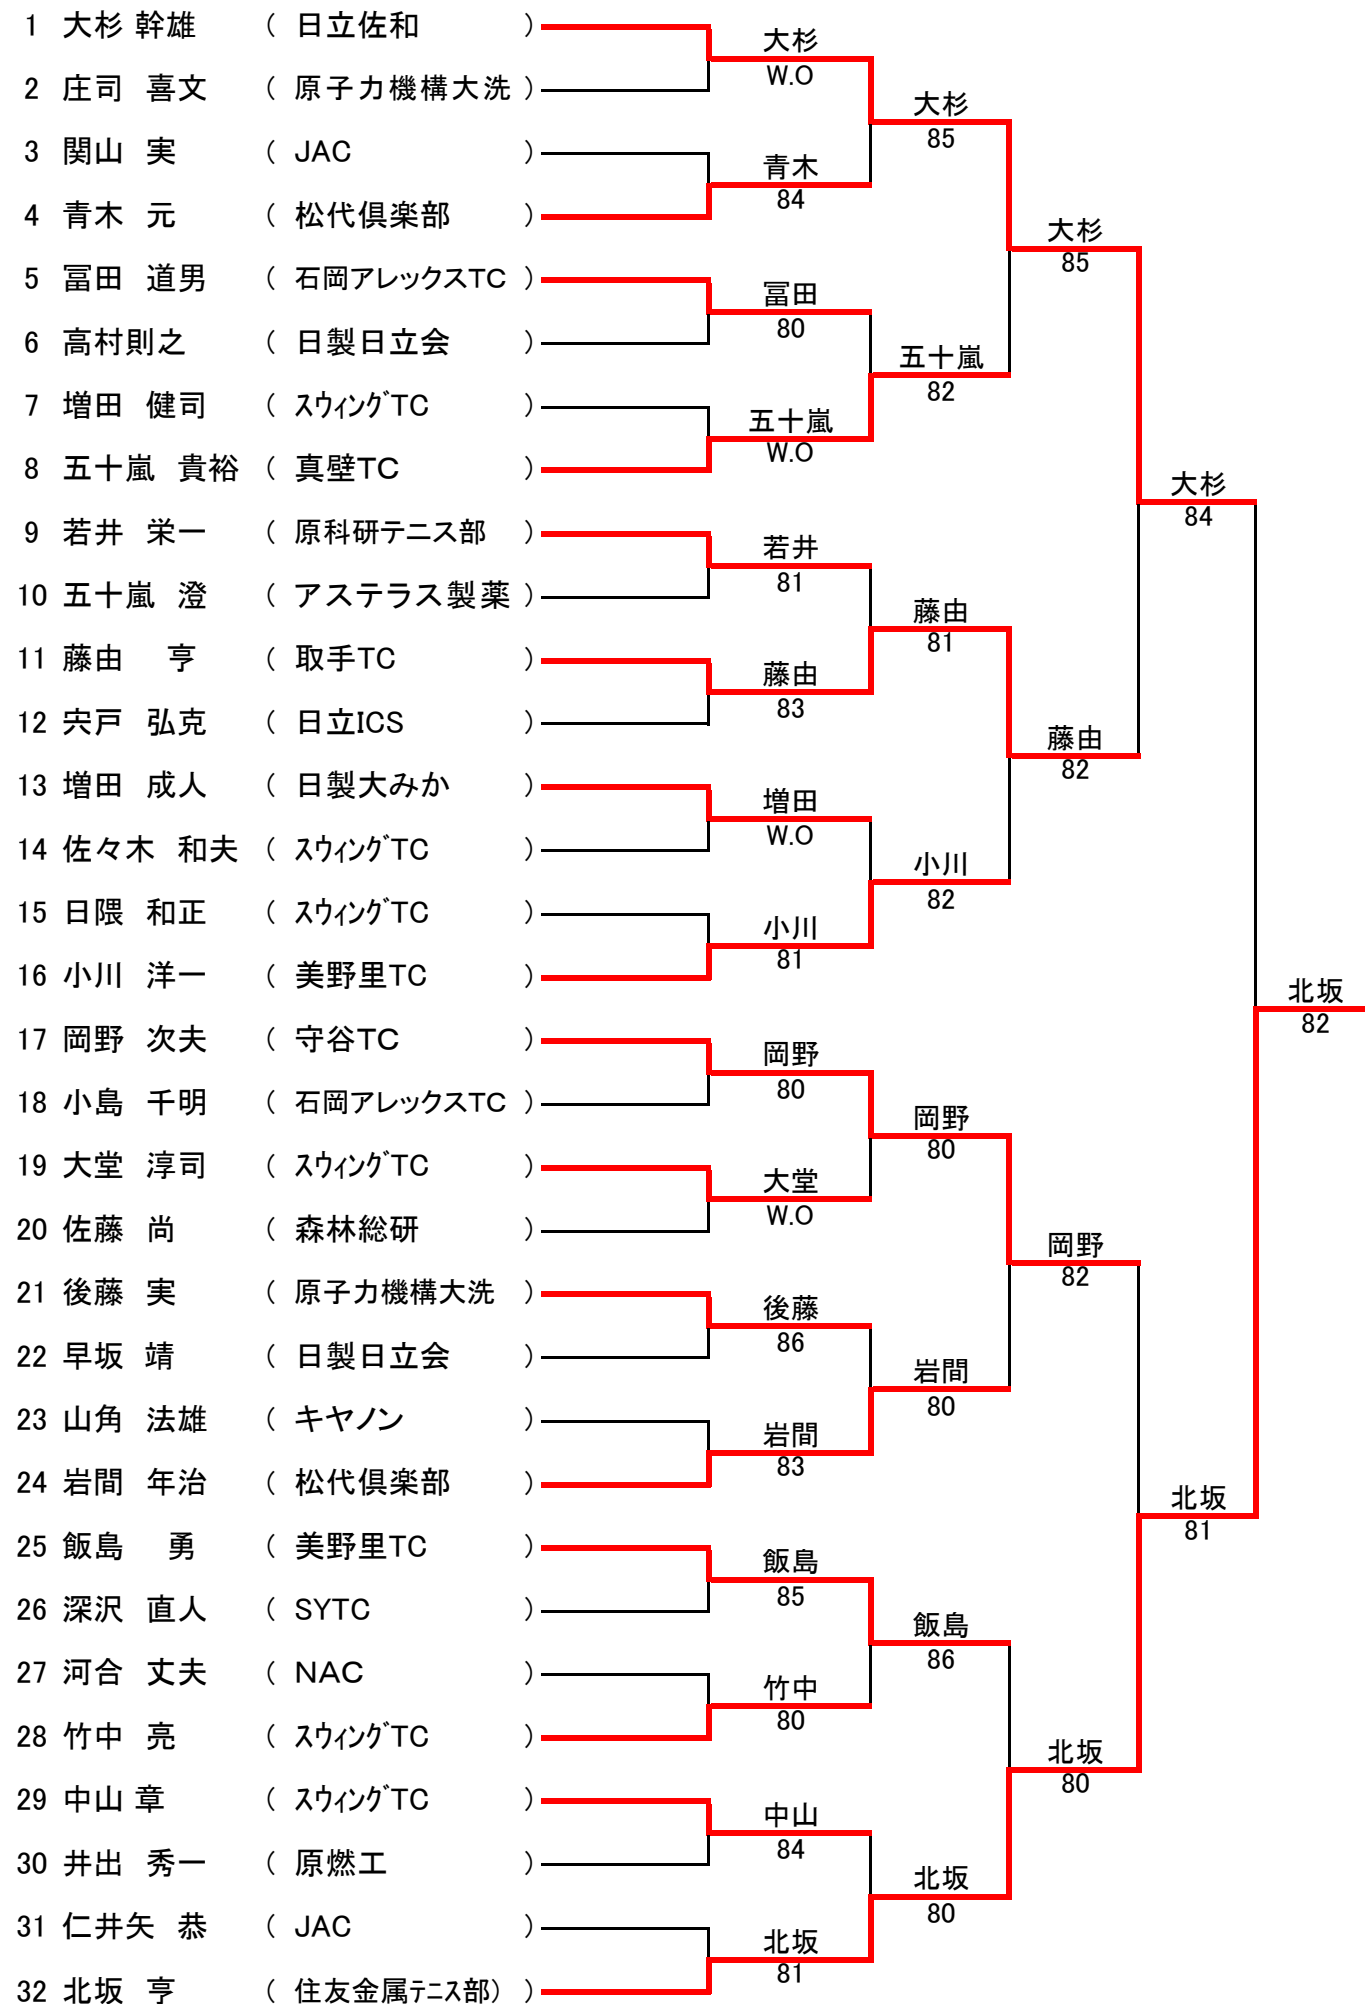 1 大杉 幹雄 ( 日立佐和 )
2 庄司 喜文 ( 原子力機構大洗 )
3 関山 実 ( JAC )
4 青木 元 ( 松代倶楽部 )
5 冨田 道男 ( 石岡アレックスTC )
6 高村則之 ( 日製日立会 )
7 増田 健司 ( スウィングTC )
8 五十嵐 貴裕 ( 真壁TC )
9 若井 栄一 ( 原科研テニス部 )
10 五十嵐 澄 ( アステラス製薬 )
11 藤由 亨 ( 取手TC )
12 宍戸 弘克 ( 日立ICS )
13 増田 成人 ( 日製大みか )
14 佐々木 和夫 ( スウィングTC )
15 日隈 和正 ( スウィングTC )
16 小川 洋一 ( 美野里TC )
17 岡野 次夫 ( 守谷TC )
18 小島 千明 ( 石岡アレックスTC )
19 大堂 淳司 ( スウィングTC )
20 佐藤 尚 ( 森林総研 )
21 後藤 実 ( 原子力機構大洗 )
22 早坂 靖 ( 日製日立会 )
23 山角 法雄 ( キヤノン )
24 岩間 年治 ( 松代倶楽部 )
25 飯島 勇 ( 美野里TC )
26 深沢 直人 ( SYTC )
27 河合 丈夫 ( NAC )
28 竹中 亮 ( スウィングTC )
29 中山 章 ( スウィングTC )
30 井出 秀一 ( 原燃工 )
31 仁井矢 恭 ( JAC )
32 北坂 亨 ( 住友金属テニス部) )
大杉
W.O
青木
84
冨田
80
五十嵐
W.O
若井
81
藤由
83
増田
W.O
小川
81
岡野
80
大堂
W.O
後藤
86
岩間
83
飯島
85
竹中
80
中山
84
北坂
81
大杉
85
五十嵐
82
藤由
81
小川
82
岡野
80
岩間
80
飯島
86
北坂
80
大杉
85
藤由
82
岡野
82
北坂
80
大杉
84
北坂
81
北坂
82